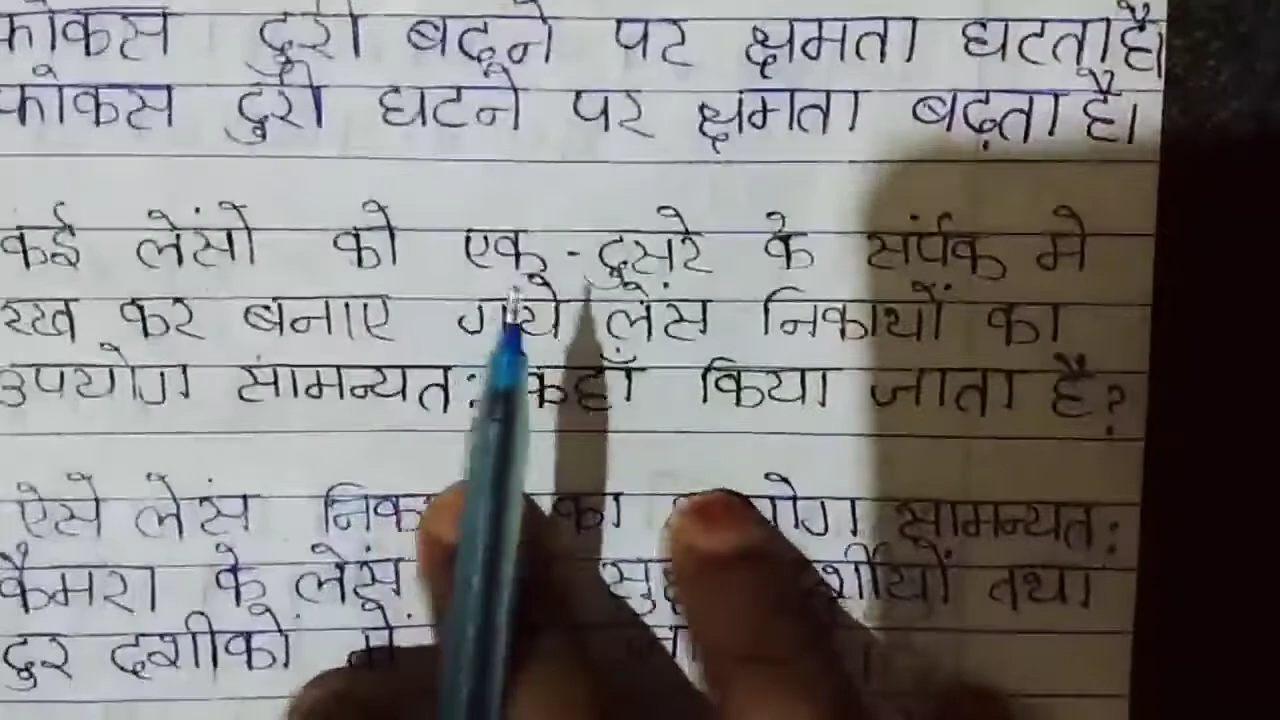 फोकस दुरी बढ़ने पर क्षमता घटता है।
फोकस दुरी घटने पर क्षमता बढ़ता है।
कई लेंसो को एक-दूसरे के संर्पक मे
रख कर बनाए गये लेंस निकायों का
उपयोग सामन्यत: कहाँ किया जाता है?
ऐसे लेंस का सामन्यत:
कैमरा के लेंस तथा
दुर दर्शीको में